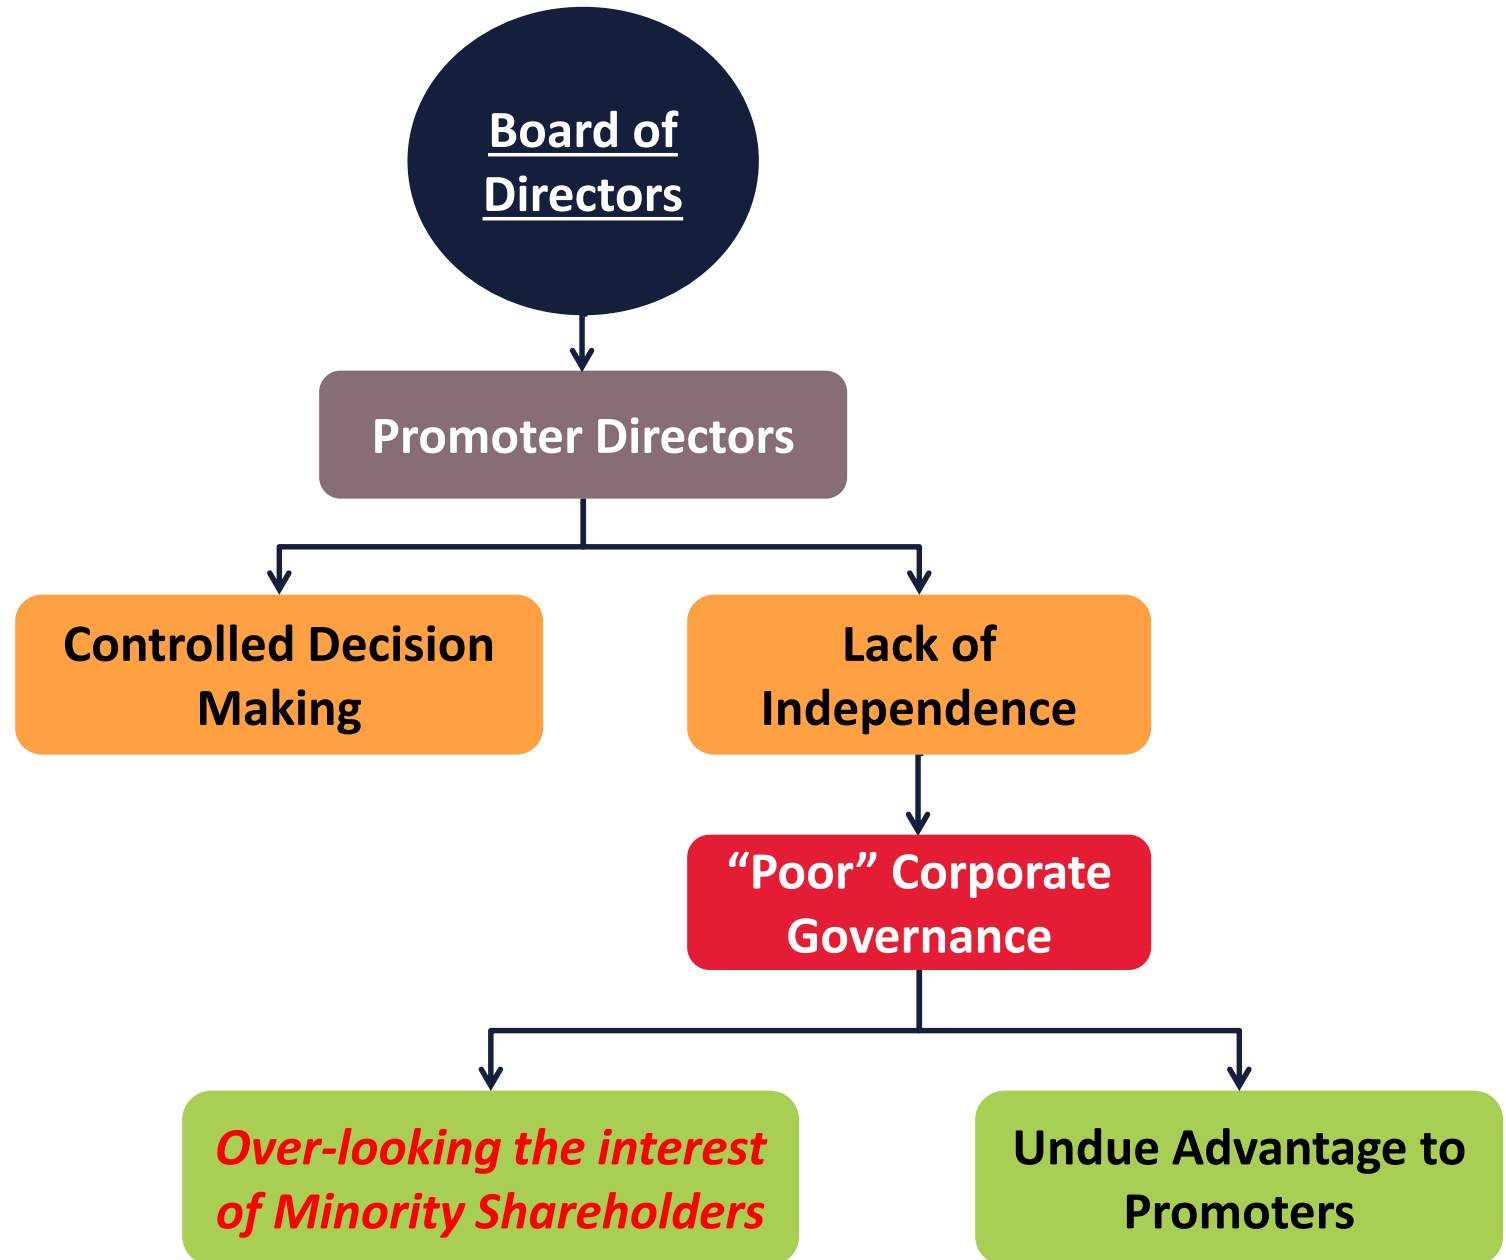 Board of
Directors
Promoter Directors
Controlled Decision
Making
Lack of
Independence
“Poor” Corporate
Governance
Over-looking the interest
of Minority Shareholders
Undue Advantage to
Promoters